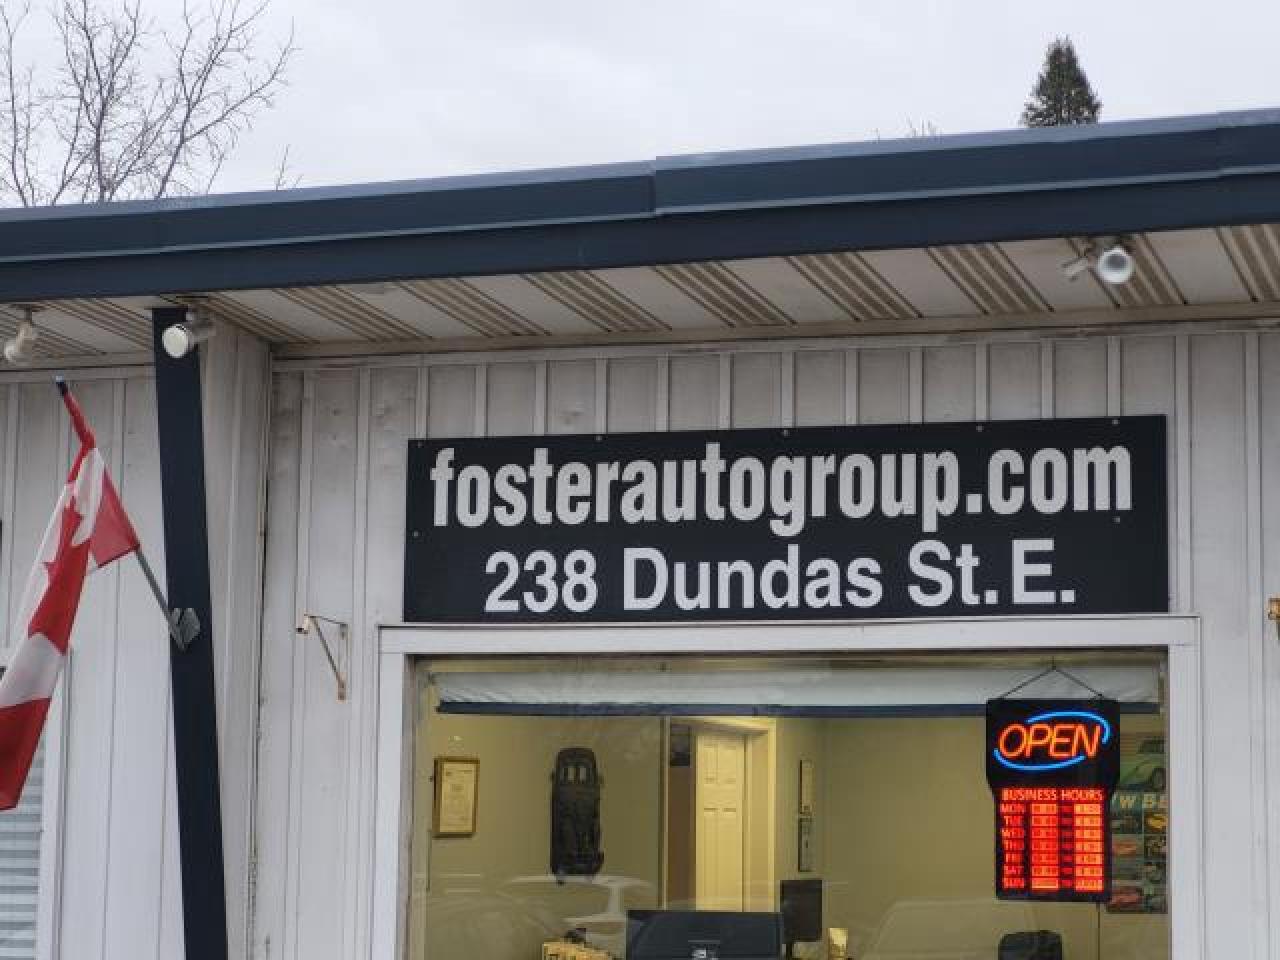 fosterautogroup.com
238 Dundas St. E.
OPEN
BUSINESS HOURS
MON
TUE
WED
THU
FRI
SAT
SUN